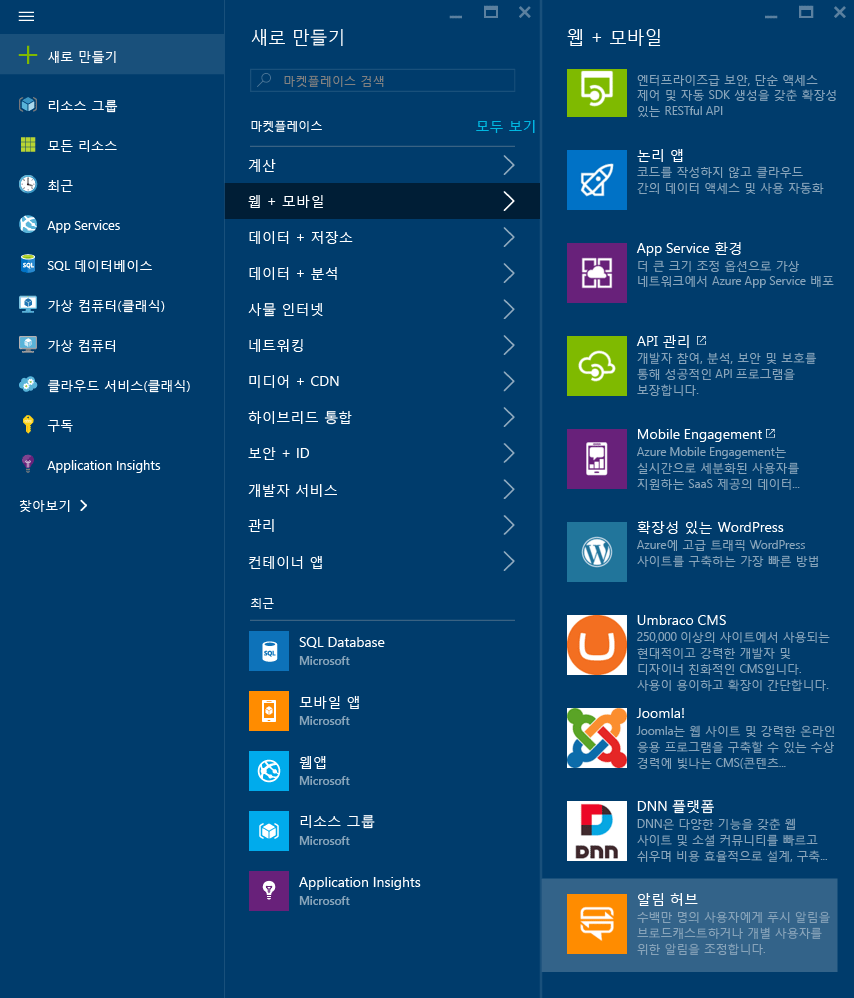 새로 만들기
리소스 그룹
모든 리소스
최근
App Services
SQL 데이터베이스
가상 컴퓨터(클래식)
가상 컴퓨터
클라우드 서비스(클래식)
구독
Application Insights
찾아보기
새로 만들기
마켓플레이스 검색
마켓플레이스 모두 보기
계산
웹 + 모바일
데이터 + 저장소
데이터 + 분석
사물 인터넷
네트워킹
미디어 + CDN
하이브리드 통합
보안 + ID
개발자 서비스
관리
컨테이너 앱
최근
SQL Database
Microsoft
모바일 앱
Microsoft
웹앱
Microsoft
리소스 그룹
Microsoft
Application Insights
Microsoft
웹 + 모바일
엔터프라이즈급 보안, 단순 액세스
제어 및 자동 SDK 생성을 갖춘 확장성
있는 RESTful API
논리 앱
코드를 작성하지 않고 클라우드
간의 데이터 액세스 및 사용 자동화
App Service 환경
더 큰 크기 조정 옵션으로 가상
네트워크에서 Azure App Service 배포
API 관리
개발자 참여, 분석, 보안 및 보호를
통해 성공적인 API 프로그램을
보장합니다.
Mobile Engagement
Azure Mobile Engagement는
실시간으로 세분화된 사용자를
지원하는 SaaS 제공의 데이터...
확장성 있는 WordPress
Azure에 고급 트래픽 WordPress
사이트를 구축하는 가장 빠른 방법
Umbraco CMS
250,000 이상의 사이트에서 사용되는
현대적이고 강력한 개발자 및
디자이너 친화적인 CMS입니다.
사용이 용이하고 확장이 간단합니다.
Joomla!
Joomla는 웹 사이트 및 강력한 온라인
응용 프로그램을 구축할 수 있는 수상
경력에 빛나는 CMS(콘텐츠...
DNN 플랫폼
DNN은 다양한 기능을 갖춘 웹
사이트 및 소셜 커뮤니티를 빠르고
쉬우며 비용 효율적으로 설계, 구축...
DNN
알림 허브
수백만 명의 사용자에게 푸시 알림을
브로드캐스트하거나 개별 사용자를
위한 알림을 조정합니다.